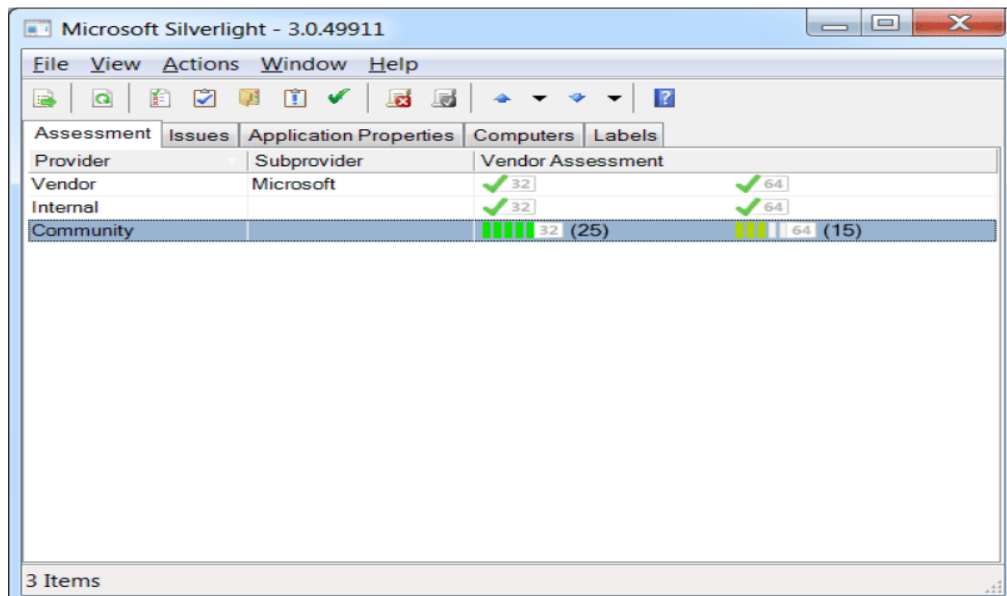 Microsoft Silverlight - 3.0.49911
File View Actions Window Help
Assessment Issues Application Properties Computers Labels
Provider Subprovider Vendor Assessment
Vendor Microsoft 32 64
Internal 32 64
Community 32 (25) 64 (15)
3 Items